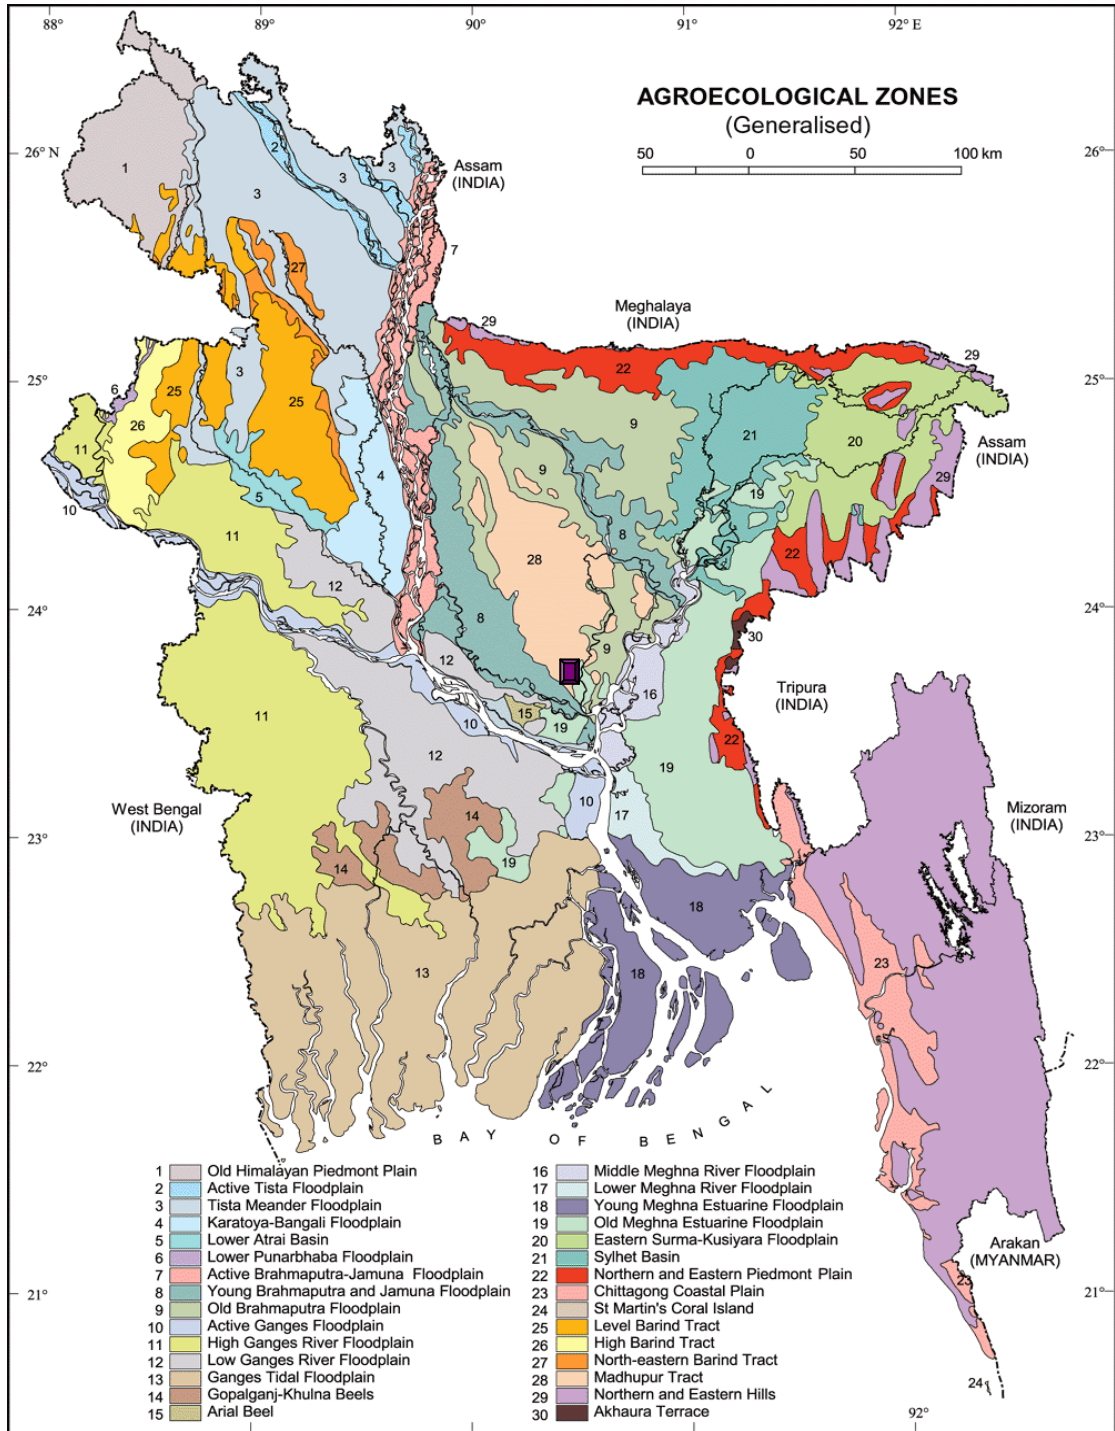 88°
89°
90°
91°
92° E
AGROECOLOGICAL ZONES
(Generalised)
50 0 50 100 km
26° N
26°
Assam
(INDIA)
1
2
3
3
3
3
7
27
Meghalaya
(INDIA)
29
29
22
25°
25°
6
25
3
25
26
11
9
9
21
20
Assam
(INDIA)
4
5
10
19
29
11
8
28
22
12
24°
24°
8
9
30
12
16
Tripura
(INDIA)
11
10
15
19
22
12
19
West Bengal
(INDIA)
10
17
Mizoram
(INDIA)
14
23°
23°
14
19
18
13
18
23
22°
22°
BAY OF BENGAL
Arakan
(MYANMAR)
23
21°
21°
24
92°
1 Old Himalayan Piedmont Plain
2 Active Tista Floodplain
3 Tista Meander Floodplain
4 Karatoya-Bangali Floodplain
5 Lower Atrai Basin
6 Lower Punarbhaba Floodplain
7 Active Brahmaputra-Jamuna Floodplain
8 Young Brahmaputra and Jamuna Floodplain
9 Old Brahmaputra Floodplain
10 Active Ganges Floodplain
11 High Ganges River Floodplain
12 Low Ganges River Floodplain
13 Ganges Tidal Floodplain
14 Gopalganj-Khulna Beels
15 Arial Beel
16 Middle Meghna River Floodplain
17 Lower Meghna River Floodplain
18 Young Meghna Estuarine Floodplain
19 Old Meghna Estuarine Floodplain
20 Eastern Surma-Kusiyara Floodplain
21 Sylhet Basin
22 Northern and Eastern Piedmont Plain
23 Chittagong Coastal Plain
24 St Martin's Coral Island
25 Level Barind Tract
26 High Barind Tract
27 North-eastern Barind Tract
28 Madhupur Tract
29 Northern and Eastern Hills
30 Akhaura Terrace